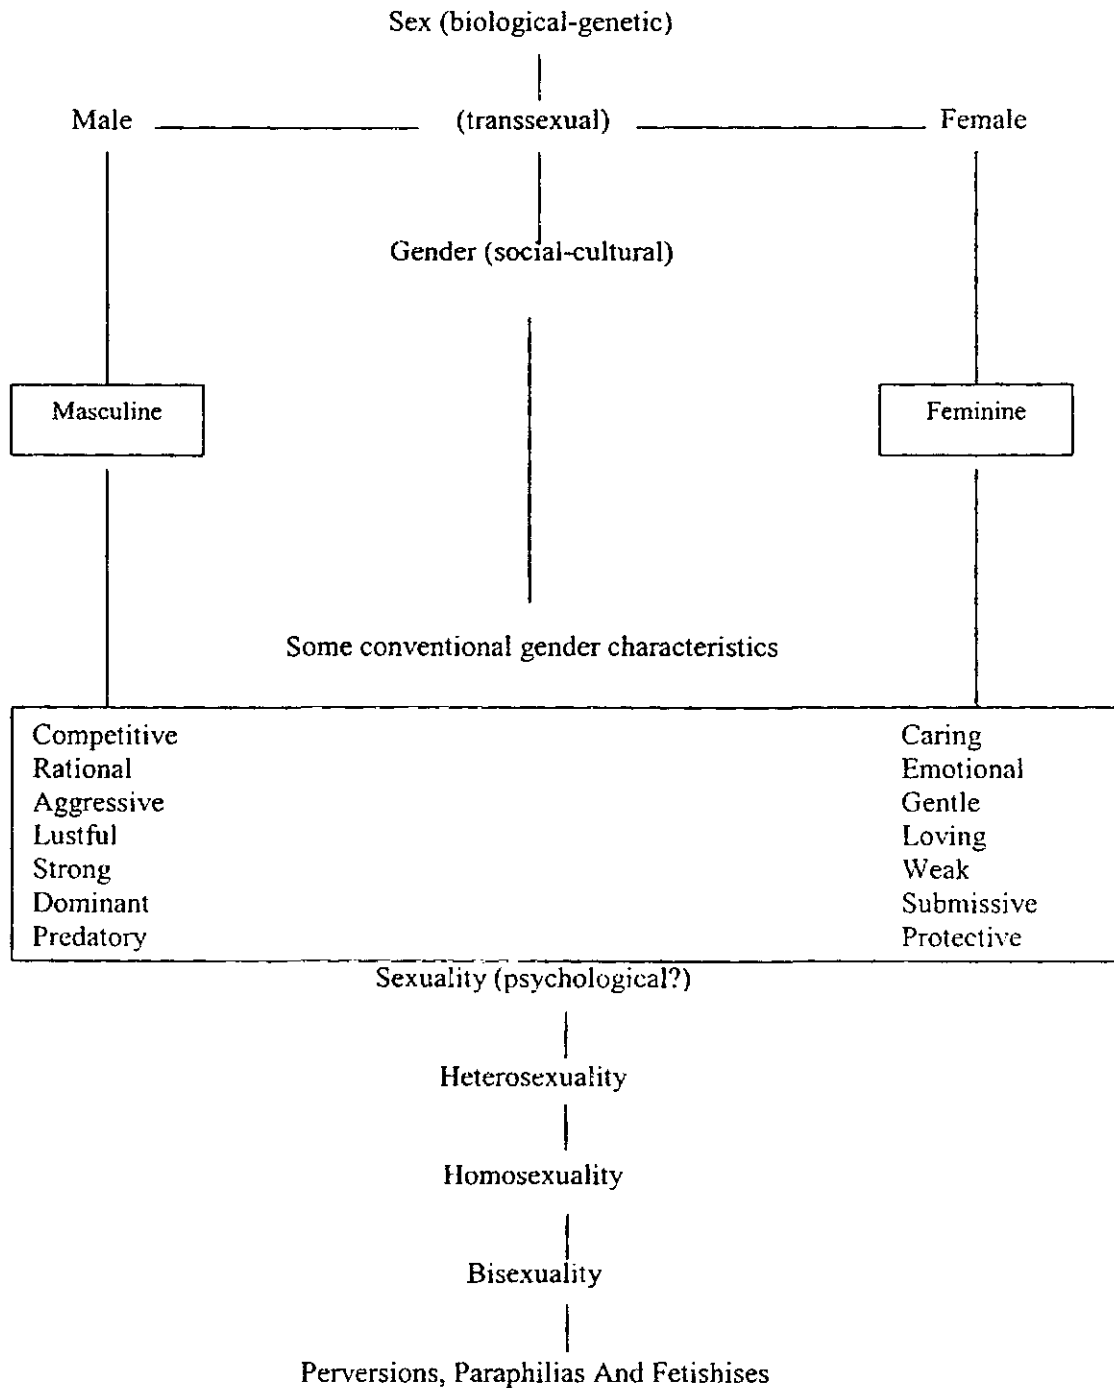 Sex (biological-genetic)
Male (transsexual) Female
Gender (social-cultural)
Masculine Feminine
Some conventional gender characteristics
Competitive Caring
Rational Emotional
Aggressive Gentle
Lustful Loving
Strong Weak
Dominant Submissive
Predatory Protective
Sexuality (psychological?)
Heterosexuality
Homosexuality
Bisexuality
Perversions, Paraphilias And Fetishises